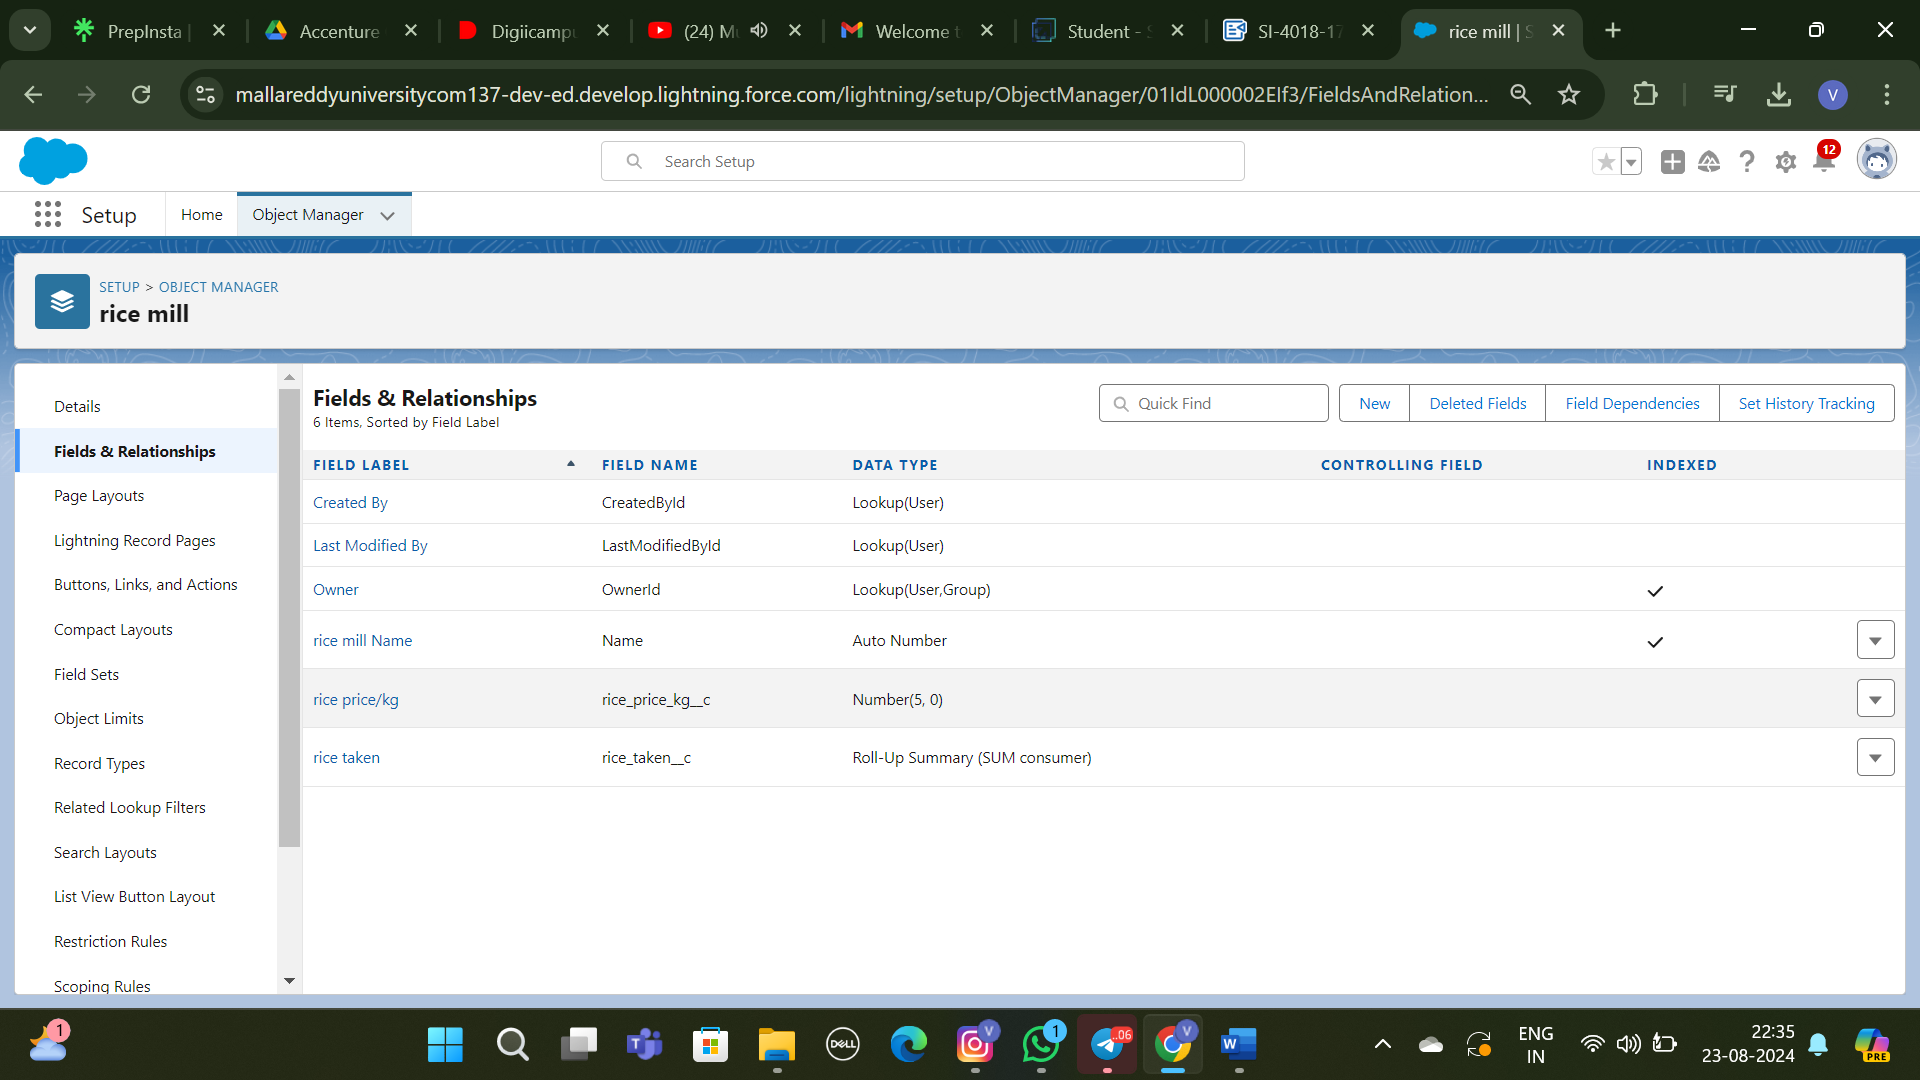 PrepInsta
Accenture
Digiicampu
(24) Mu
Welcome t
Student - S
SI-4018-17
rice mill | S
mallareddyuniversitycom137-dev-ed.develop.lightning.force.com/lightning/setup/ObjectManager/01IdL000002EIf3/FieldsAndRelation...
V
Search Setup
12
Setup
Home
Object Manager
SETUP > OBJECT MANAGER
rice mill
Details
Fields & Relationships
Page Layouts
Lightning Record Pages
Buttons, Links, and Actions
Compact Layouts
Field Sets
Object Limits
Record Types
Related Lookup Filters
Search Layouts
List View Button Layout
Restriction Rules
Scoping Rules
Fields & Relationships
6 Items, Sorted by Field Label
Quick Find
New
Deleted Fields
Field Dependencies
Set History Tracking
FIELD LABEL FIELD NAME DATA TYPE CONTROLLING FIELD INDEXED
Created By CreatedById Lookup(User)
Last Modified By LastModifiedById Lookup(User)
Owner OwnerId Lookup(User,Group)
rice mill Name Name Auto Number
rice price/kg rice_price_kg__c Number(5, 0)
rice taken rice_taken__c Roll-Up Summary (SUM consumer)
1
DELL
V
1
..06
V
W
ENG
IN
22:35
23-08-2024
PRE